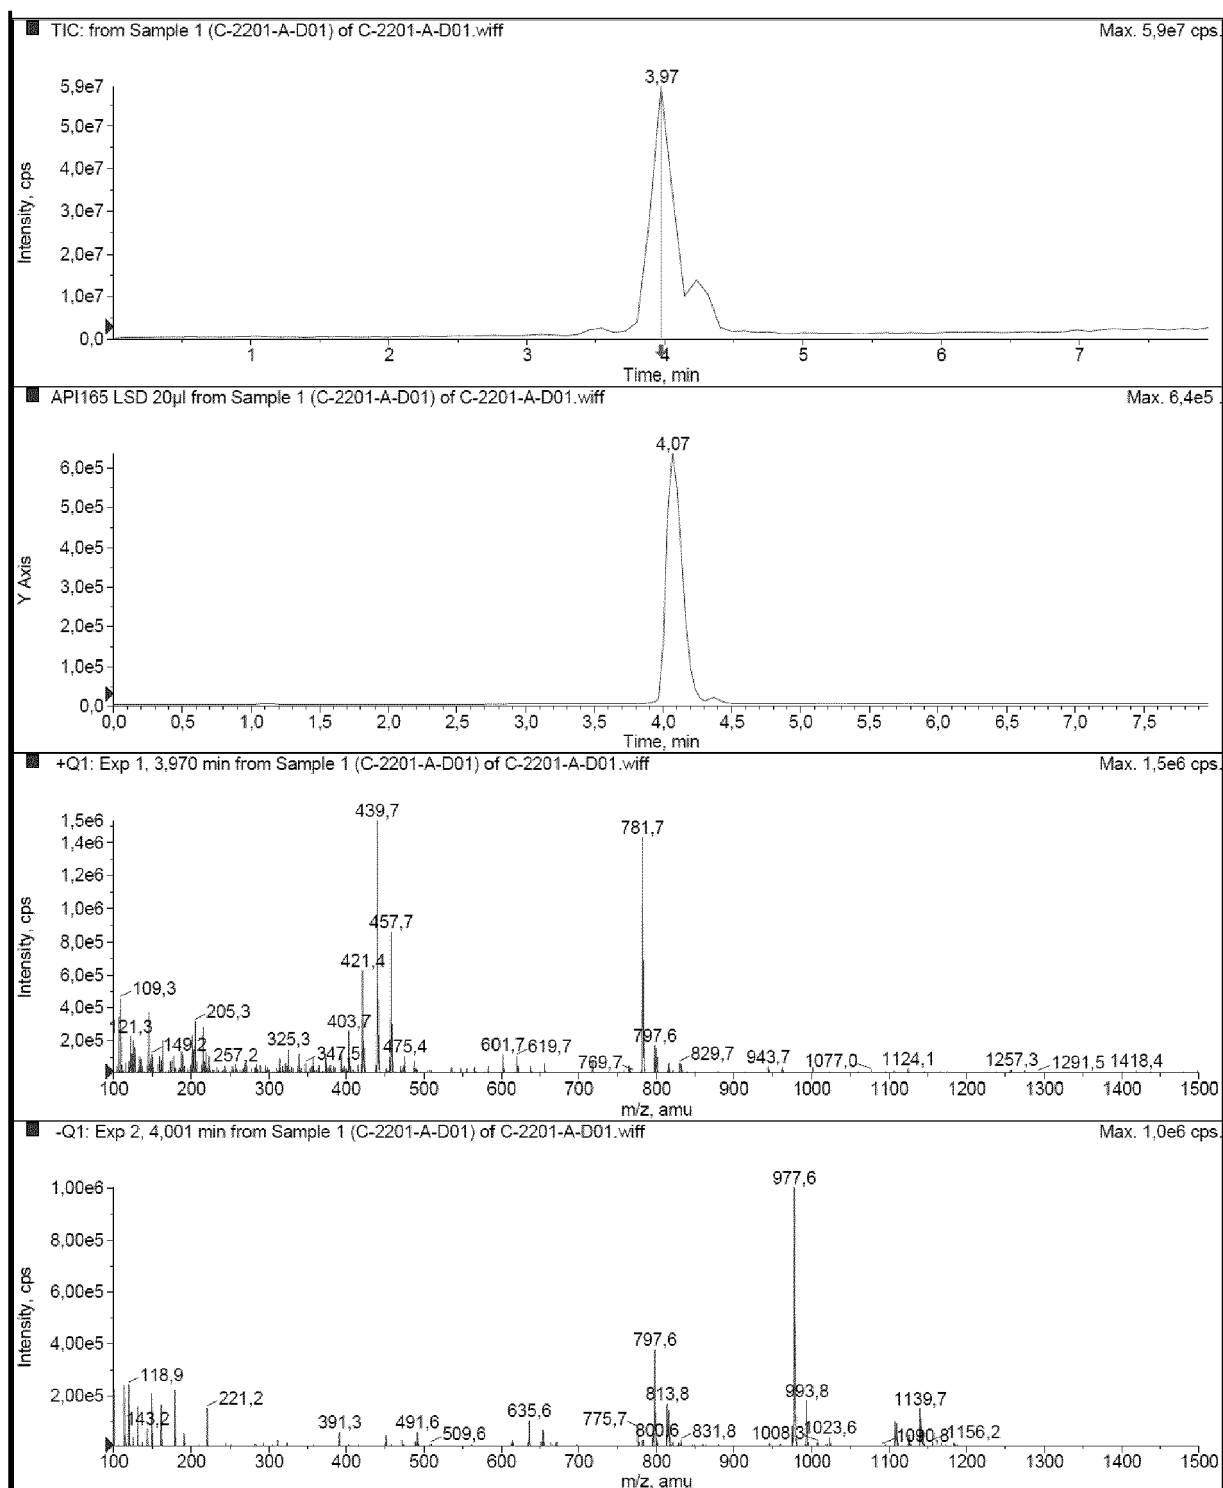 TIC: from Sample 1 (C-2201-A-D01) of C-2201-A-D01.wiff Max. 5,9e7 cps.
3,97
5,9e7
5,0e7
4,0e7
3,0e7
2,0e7
1,0e7
0,0
Intensity, cps
1 2 3 4 5 6 7
Time, min
API165 LSD 20µl from Sample 1 (C-2201-A-D01) of C-2201-A-D01.wiff Max. 6,4e5
4,07
6,0e5
5,0e5
4,0e5
3,0e5
2,0e5
1,0e5
0,0
Y Axis
0,0 0,5 1,0 1,5 2,0 2,5 3,0 3,5 4,0 4,5 5,0 5,5 6,0 6,5 7,0 7,5
Time, min
+Q1: Exp 1, 3,970 min from Sample 1 (C-2201-A-D01) of C-2201-A-D01.wiff Max. 1,5e6 cps.
439,7
1,5e6 781,7
1,4e6
1,2e6
1,0e6
457,7
8,0e5
421,4
6,0e5
109,3
4,0e5 205,3
121,3 403,7
2,0e5 149,2 325,3 797,6
257,2 347,5 475,4 601,7 619,7 769,7 829,7 943,7 1077,0 1124,1 1257,3 1291,5 1418,4
Intensity, cps
100 200 300 400 500 600 700 800 900 1000 1100 1200 1300 1400 1500
m/z, amu
-Q1: Exp 2, 4,001 min from Sample 1 (C-2201-A-D01) of C-2201-A-D01.wiff Max. 1,0e6 cps.
977,6
1,00e6
8,00e5
6,00e5
4,00e5 797,6
118,9 813,8 993,8
2,00e5 221,2 635,6 1139,7
143,2 391,3 491,6 775,7 1023,6
509,6 800,6 831,8 1008,3 1090,8 1156,2
Intensity, cps
100 200 300 400 500 600 700 800 900 1000 1100 1200 1300 1400 1500
m/z, amu